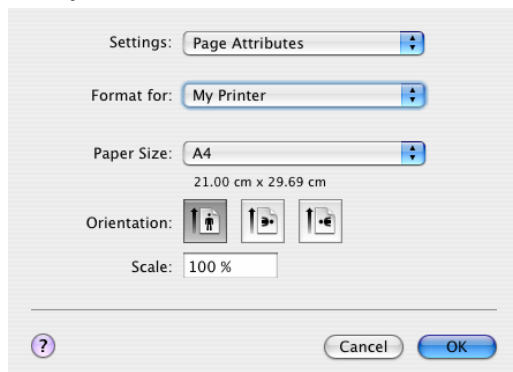 Settings: Page Attributes
Format for: My Printer
Paper Size: A4
21.00 cm x 29.69 cm
Orientation:
Scale: 100 %
? Cancel OK